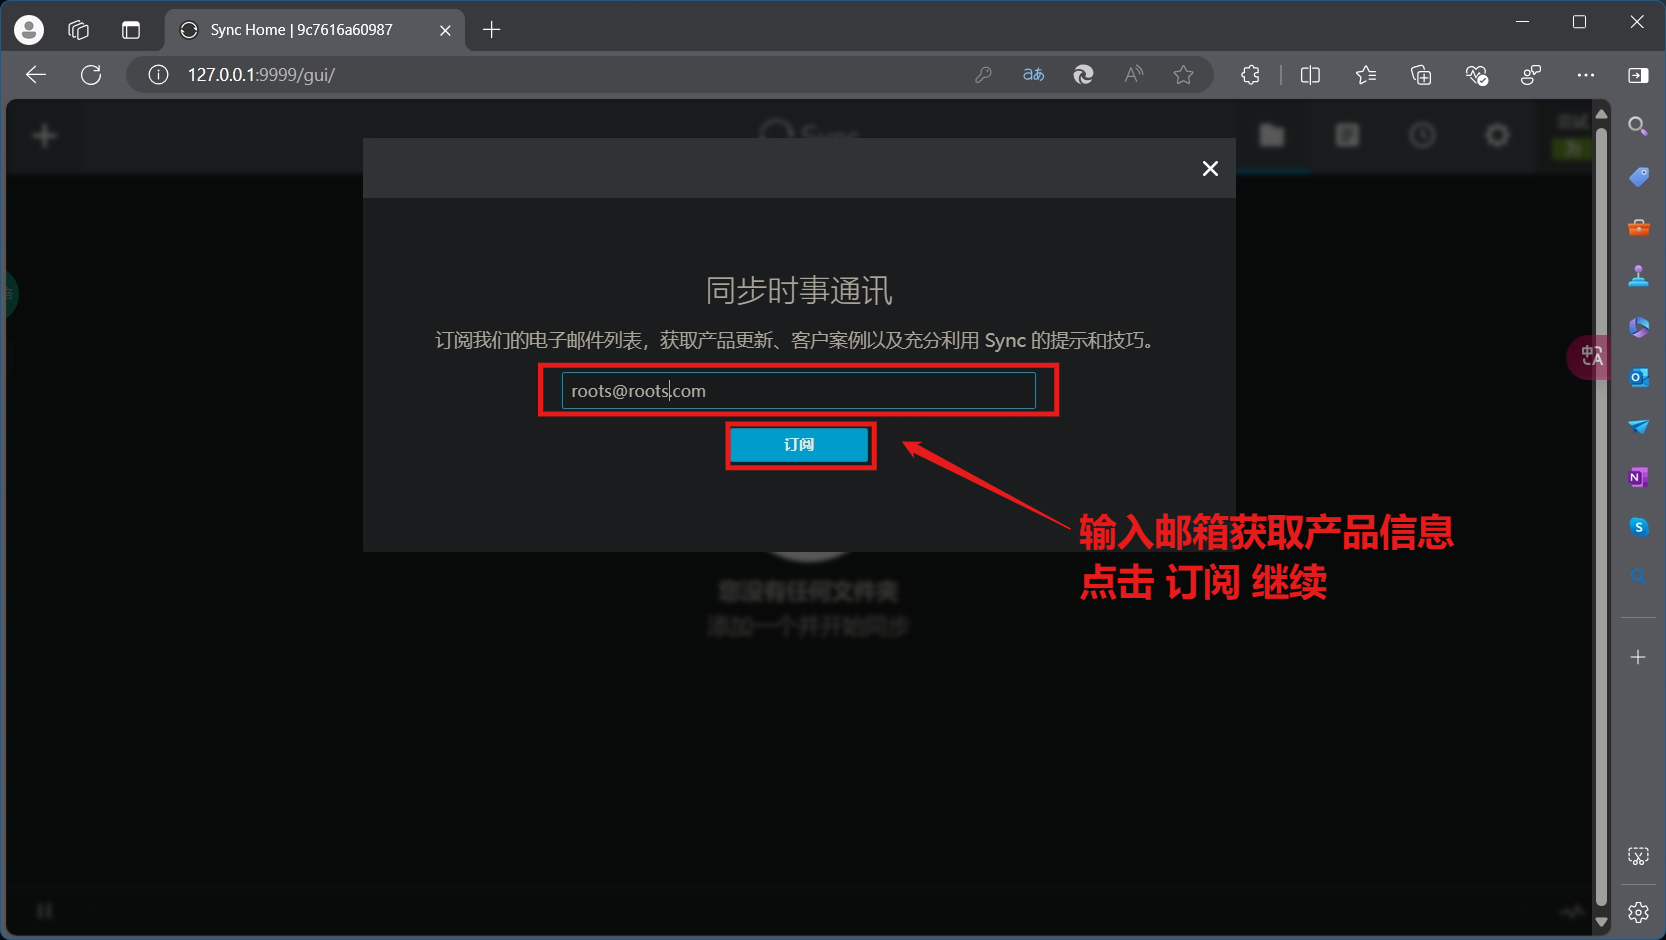 Sync Home | 9c7616a60987
127.0.0.1:9999/gui/
Sync
同步时事通讯
订阅我们的电子邮件列表，获取产品更新、客户案例以及充分利用 Sync 的提示和技巧。
roots@roots.com
订阅
输入邮箱获取产品信息
点击 订阅 继续
您没有任何文件夹
添加一个并开始同步